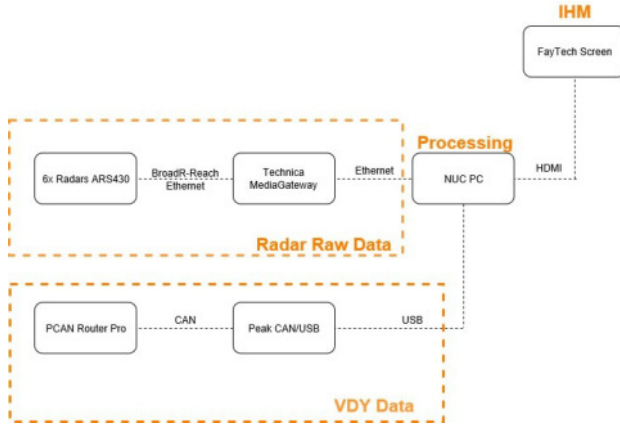 IHM
FayTech Screen
Processing
6x Radars ARS430
BroadR-Reach
Ethernet
Technica
MediaGateway
Ethernet
NUC PC
HDMI
Radar Raw Data
PCAN Router Pro
CAN
Peak CAN/USB
USB
VDY Data